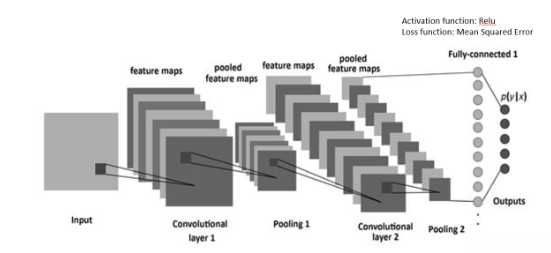 Activation function: Relu
Loss function: Mean Squared Error
Fully-connected 1
feature maps
pooled
feature maps
feature maps
pooled
feature maps
p(y|x)
Input
Convolutional
layer 1
Pooling 1
Convolutional
layer 2
Pooling 2
Outputs